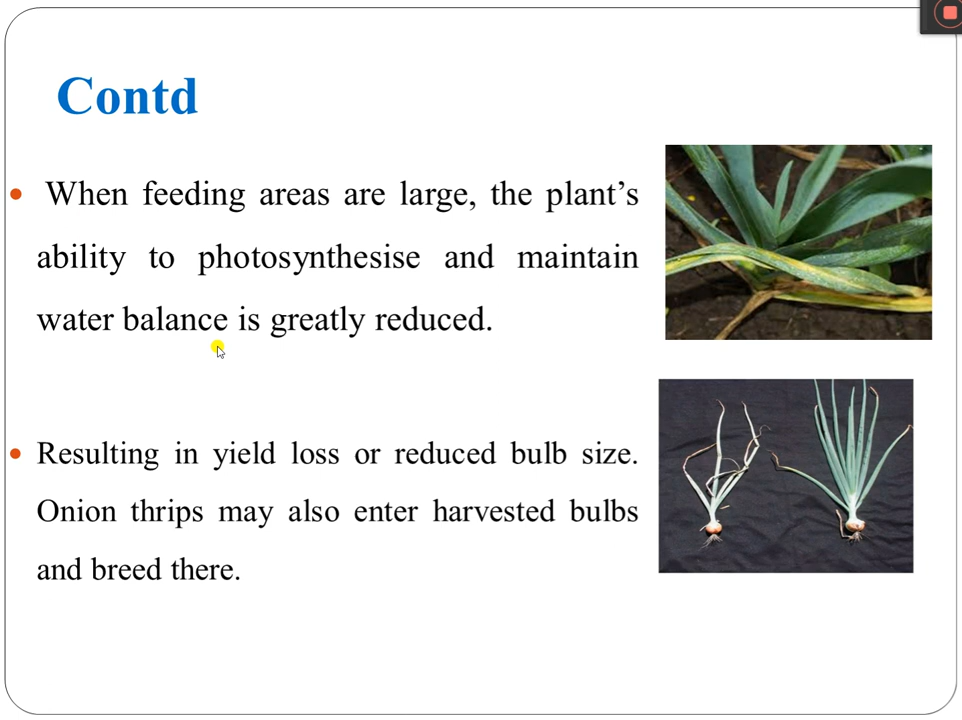 Contd
• When feeding areas are large, the plant’s
ability to photosynthesise and maintain
water balance is greatly reduced.
• Resulting in yield loss or reduced bulb size.
Onion thrips may also enter harvested bulbs
and breed there.